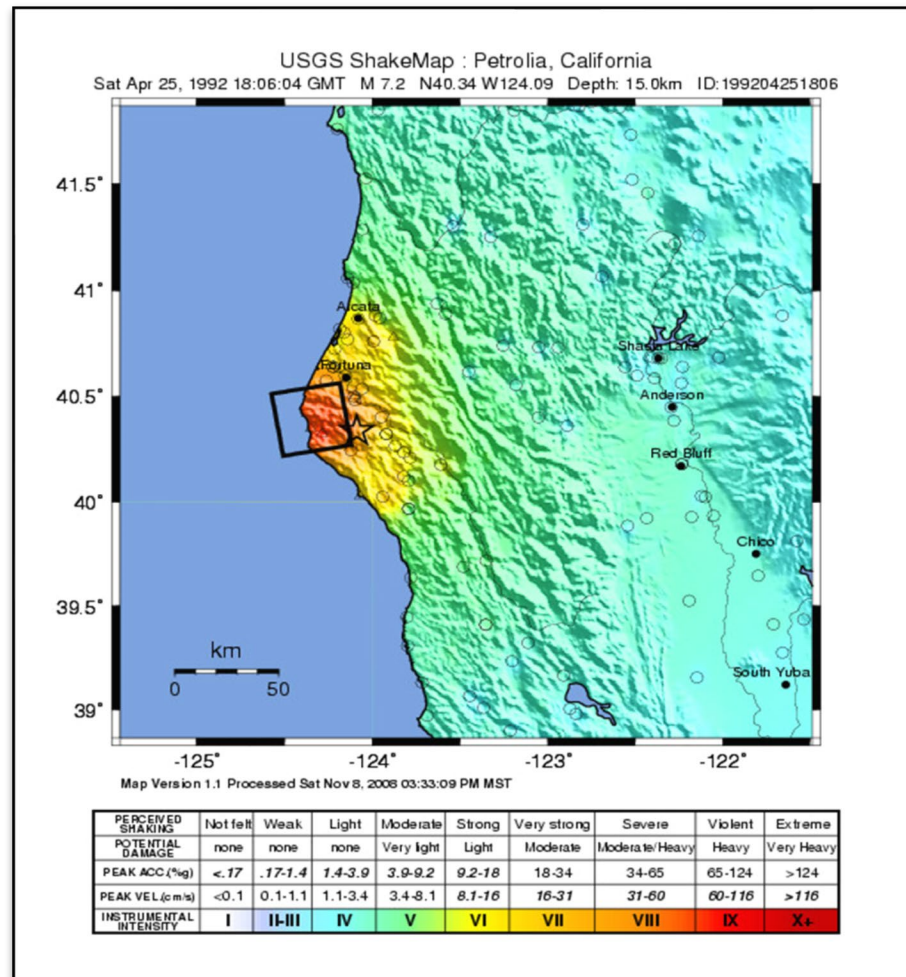 USGS ShakeMap : Petrolia, California
Sat Apr 25, 1992 18:06:04 GMT M 7.2 N40.34 W124.09 Depth: 15.0km ID:199204251806
41.5°
41°
40.5°
40°
39.5°
39°
Arcata
Fortuna
Shasta Lake
Anderson
Red Bluff
Chico
South Yuba
km
0 50
-125° -124° -123° -122°
Map Version 1.1 Processed Sat Nov 8, 2008 03:33:09 PM MST
PERCEIVED SHAKING Not felt Weak Light Moderate Strong Very strong Severe Violent Extreme
POTENTIAL DAMAGE none none none Very light Light Moderate Moderate/Heavy Heavy Very Heavy
PEAK ACC.(%g) <.17 .17-1.4 1.4-3.9 3.9-9.2 9.2-18 18-34 34-65 65-124 >124
PEAK VEL.(cm/s) <0.1 0.1-1.1 1.1-3.4 3.4-8.1 8.1-16 16-31 31-60 60-116 >116
INSTRUMENTAL INTENSITY I II-III IV V VI VII VIII IX X+